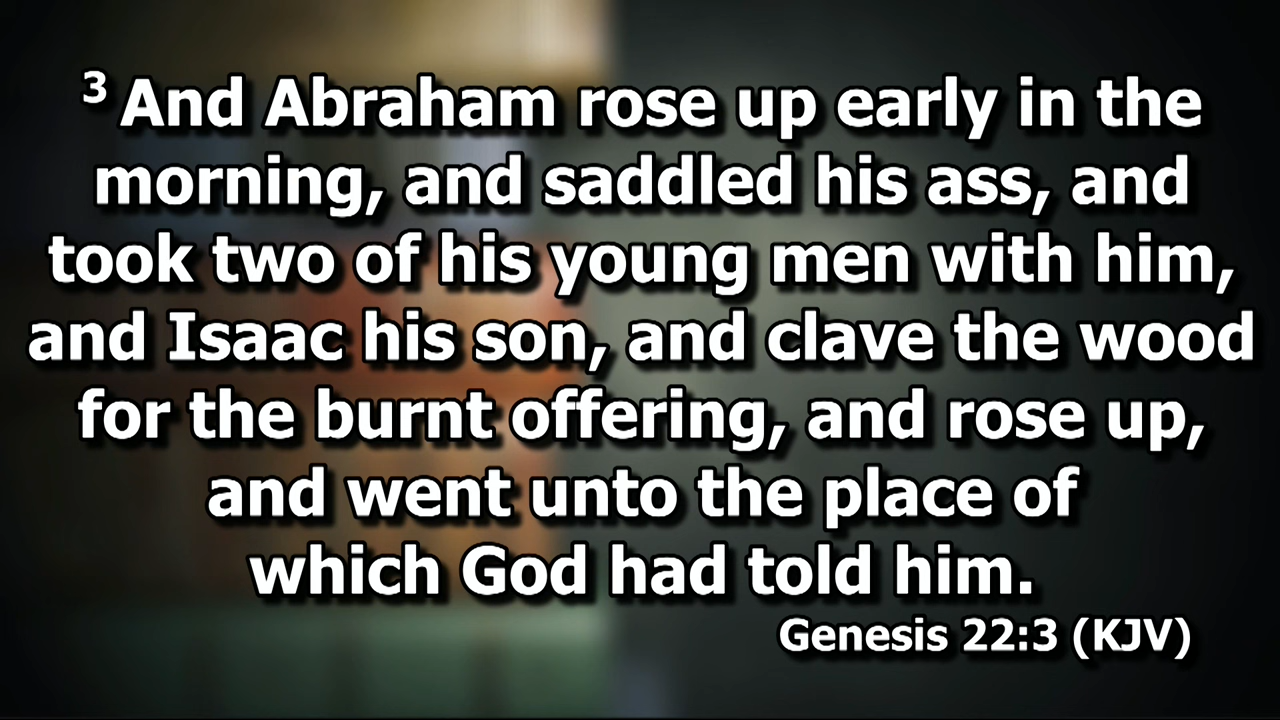 3 And Abraham rose up early in the
morning, and saddled his ass, and
took two of his young men with him,
and Isaac his son, and clave the wood
for the burnt offering, and rose up,
and went unto the place of
which God had told him.
Genesis 22:3 (KJV)